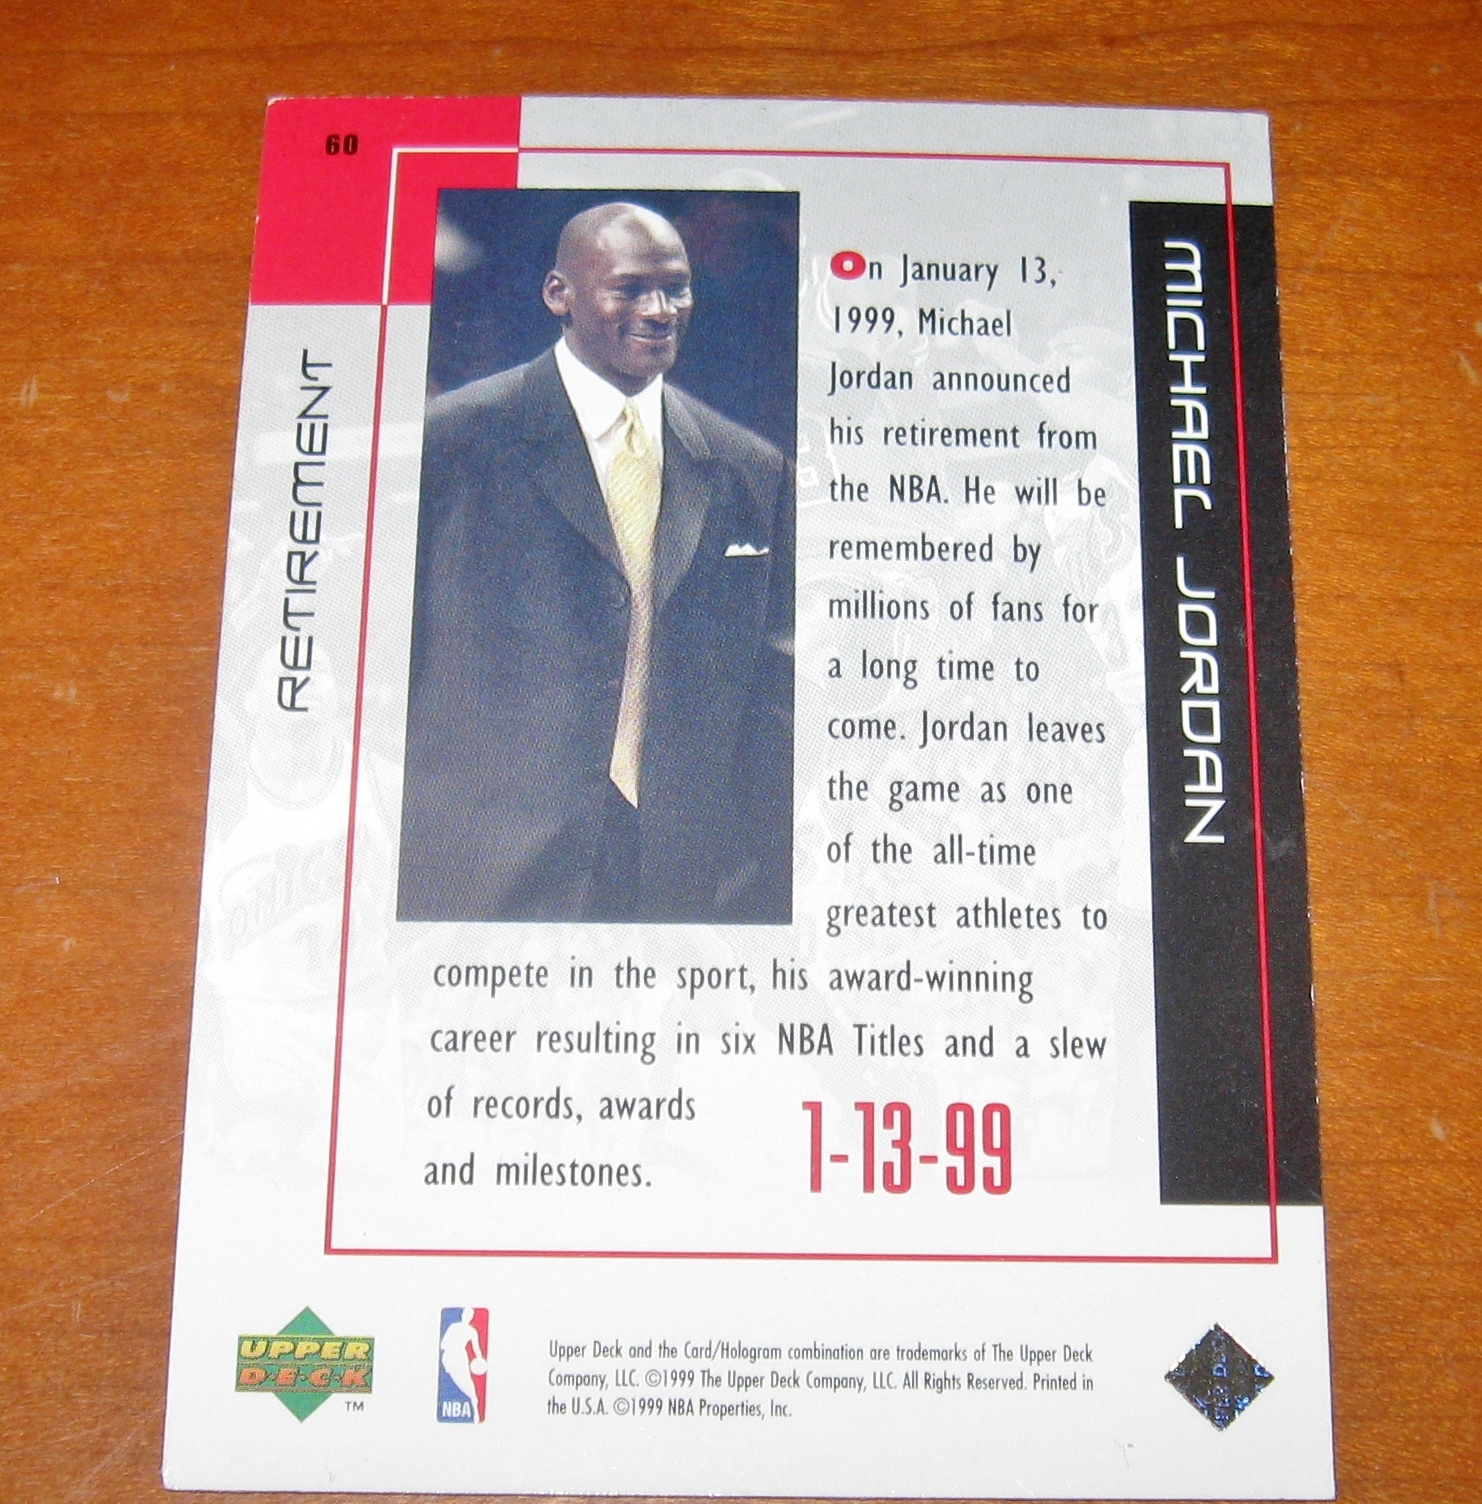 60
RETIREMENT
MICHAEL JORDAN
On January 13,
1999, Michael
Jordan announced
his retirement from
the NBA. He will be
remembered by
millions of fans for
a long time to
come. Jordan leaves
the game as one
of the all-time
greatest athletes to
compete in the sport, his award-winning
career resulting in six NBA Titles and a slew
of records, awards
and milestones.
1-13-99
UPPER
D·E·C·K
TM
NBA
Upper Deck and the Card/Hologram combination are trademarks of The Upper Deck
Company, LLC. ©1999 The Upper Deck Company, LLC. All Rights Reserved. Printed in
the U.S.A. ©1999 NBA Properties, Inc.